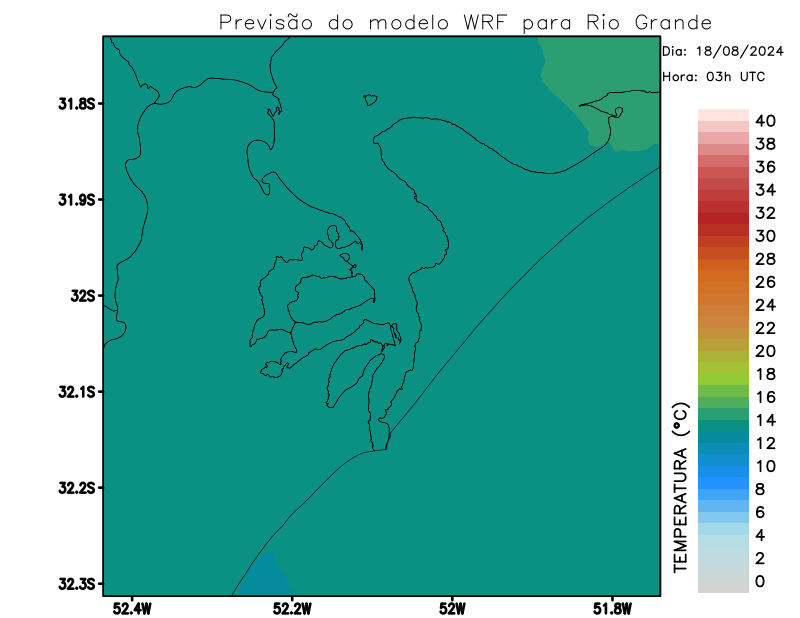 Previsão do modelo WRF para Rio Grande
Dia: 18/08/2024
Hora: 03h UTC
31.8S
31.9S
32S
32.1S
32.2S
32.3S
52.4W
52.2W
52W
51.8W
TEMPERATURA (°C)
40
38
36
34
32
30
28
26
24
22
20
18
16
14
12
10
8
6
4
2
0